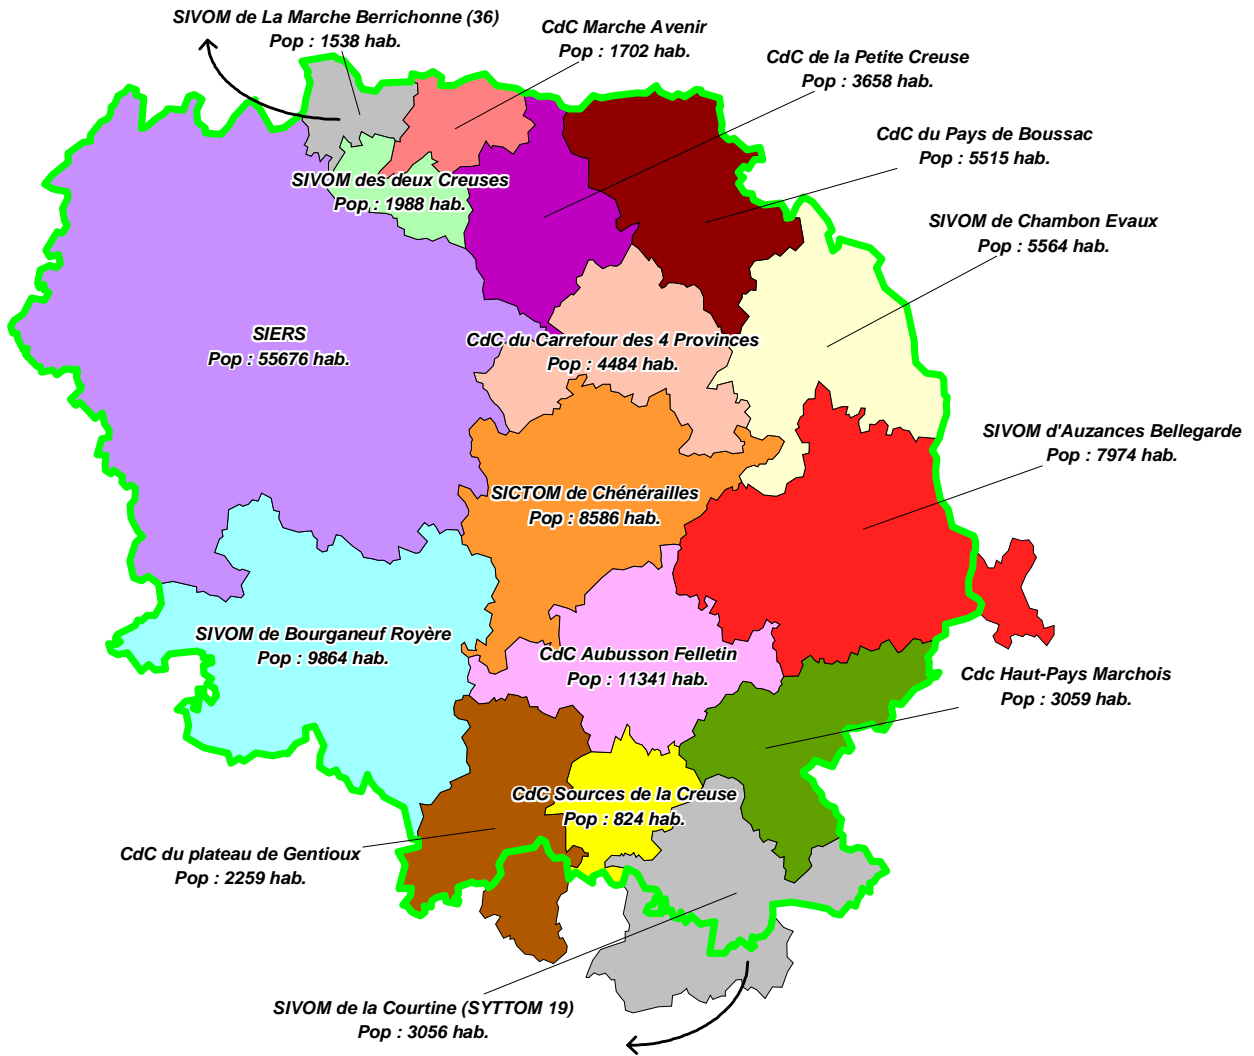 SIVOM de La Marche Berrichonne (36)
Pop : 1538 hab.
CdC Marche Avenir
Pop : 1702 hab.
CdC de la Petite Creuse
Pop : 3658 hab.
CdC du Pays de Boussac
Pop : 5515 hab.
SIVOM des deux Creuses
Pop : 1988 hab.
SIVOM de Chambon Evaux
Pop : 5564 hab.
SIERS
Pop : 55676 hab.
CdC du Carrefour des 4 Provinces
Pop : 4484 hab.
SIVOM d'Auzances Bellegarde
Pop : 7974 hab.
SICTOM de Chénérailles
Pop : 8586 hab.
SIVOM de Bourganeuf Royère
Pop : 9864 hab.
CdC Aubusson Felletin
Pop : 11341 hab.
Cdc Haut-Pays Marchois
Pop : 3059 hab.
CdC Sources de la Creuse
Pop : 824 hab.
CdC du plateau de Gentioux
Pop : 2259 hab.
SIVOM de la Courtine (SYTTOM 19)
Pop : 3056 hab.